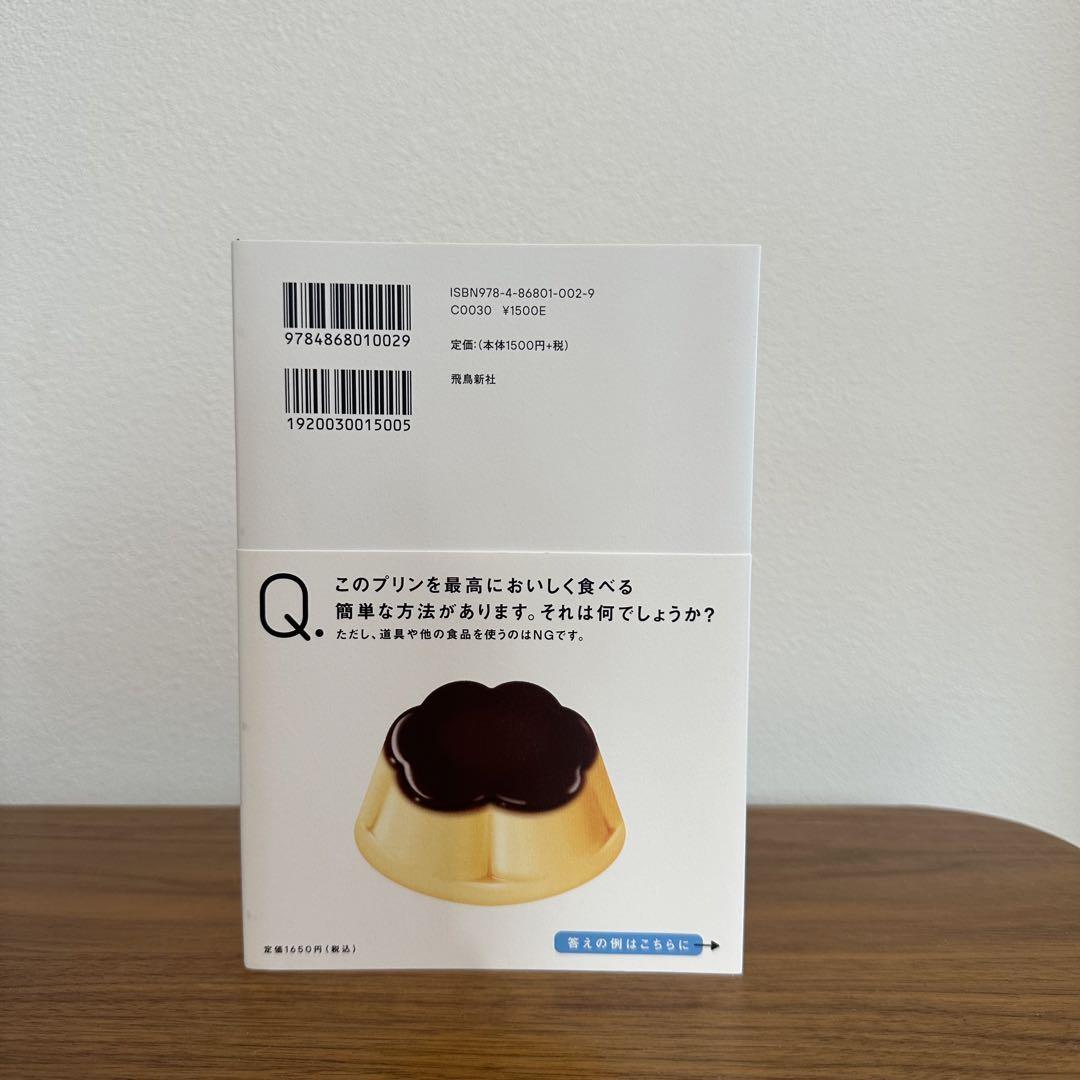 ISBN978-4-86801-002-9
C0030 ¥1500E
9784868010029
定価:(本体1500円+税)
飛鳥新社
1920030015005
Q. このプリンを最高においしく食べる
簡単な方法があります。それは何でしょうか?
ただし、道具や他の食品を使うのはNGです。
定価1650円(税込)
答えの例はこちらに